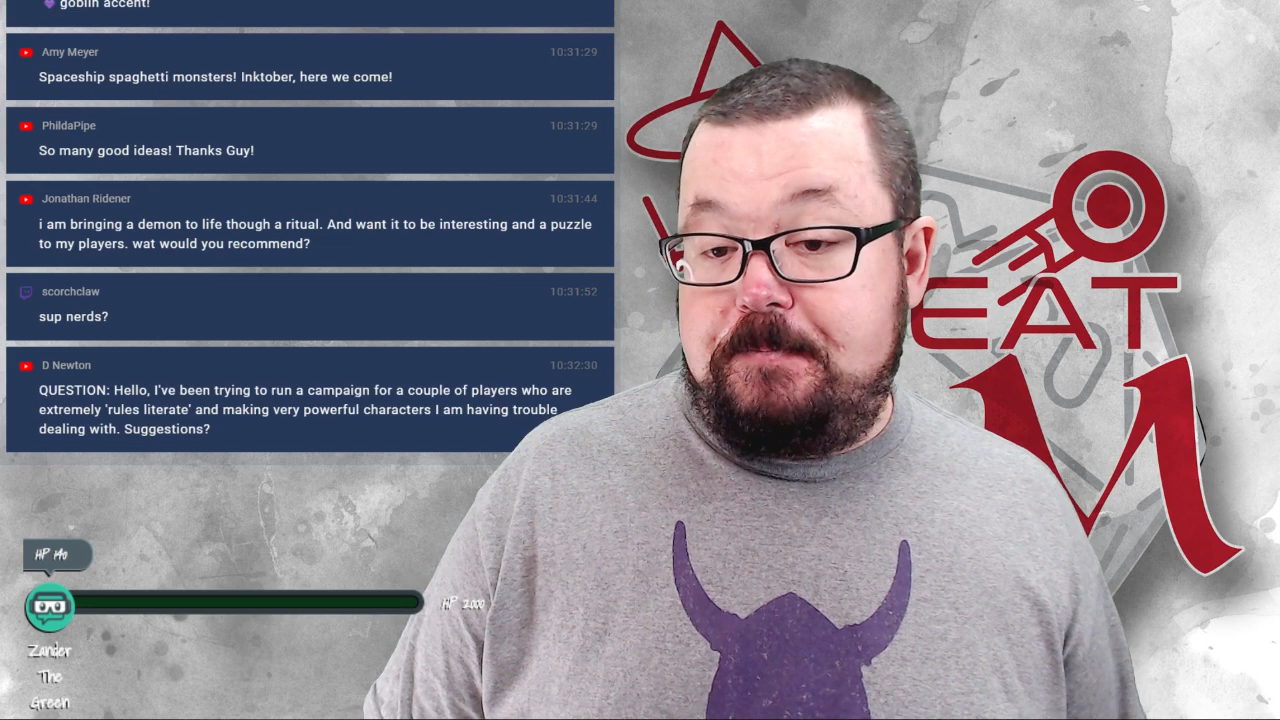 goblin accent!
Amy Meyer 10:31:29
Spaceship spaghetti monsters! Inktober, here we come!
PhildaPipe 10:31:29
So many good ideas! Thanks Guy!
Jonathan Ridener 10:31:44
i am bringing a demon to life though a ritual. And want it to be interesting and a puzzle
to my players. wat would you recommend?
scorchclaw 10:31:52
sup nerds?
D Newton 10:32:30
QUESTION: Hello, I've been trying to run a campaign for a couple of players who are
extremely 'rules literate' and making very powerful characters I am having trouble
dealing with. Suggestions?
EAT
M
HP 190
HP 2000
Zander
The
Green